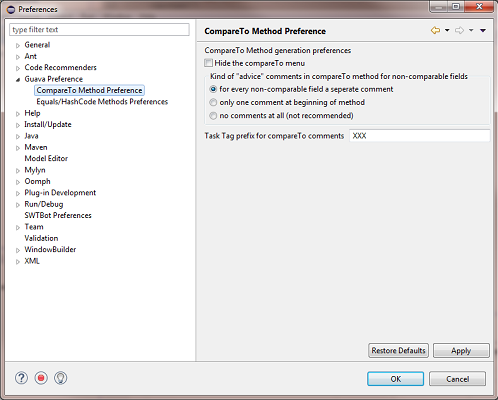 Preferences
type filter text
General
Ant
Code Recommenders
Guava Preference
CompareTo Method Preference
Equals/HashCode Methods Preferences
Help
Install/Update
Java
Maven
Model Editor
Mylyn
Oomph
Plug-in Development
Run/Debug
SWTBot Preferences
Team
Validation
WindowBuilder
XML
CompareTo Method Preference
CompareTo Method generation preferences
Hide the compareTo menu
Kind of "advice" comments in compareTo method for non-comparable fields
for every non-comparable field a seperate comment
only one comment at beginning of method
no comments at all (not recommended)
Task Tag prefix for compareTo comments XXX
Restore Defaults Apply
OK Cancel